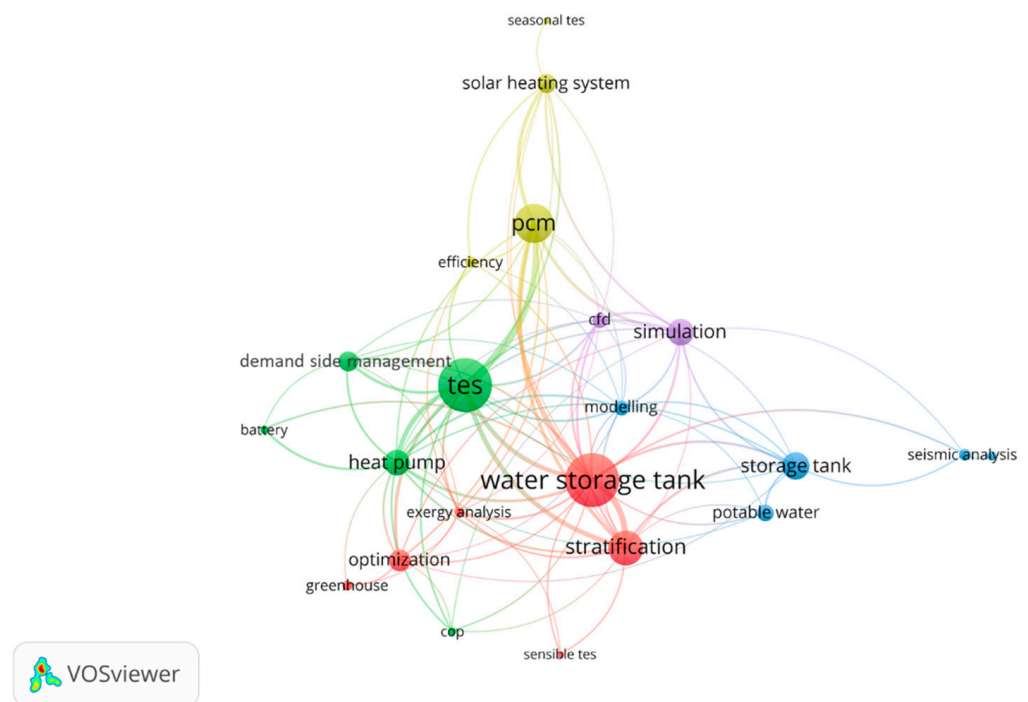 seasonal tes
solar heating system
pcm
efficiency
cfd
simulation
demand side management
tes
modelling
battery
heat pump
water storage tank
storage tank
seismic analysis
exergy analysis
potable water
stratification
optimization
greenhouse
cop
sensible tes
VOSviewer